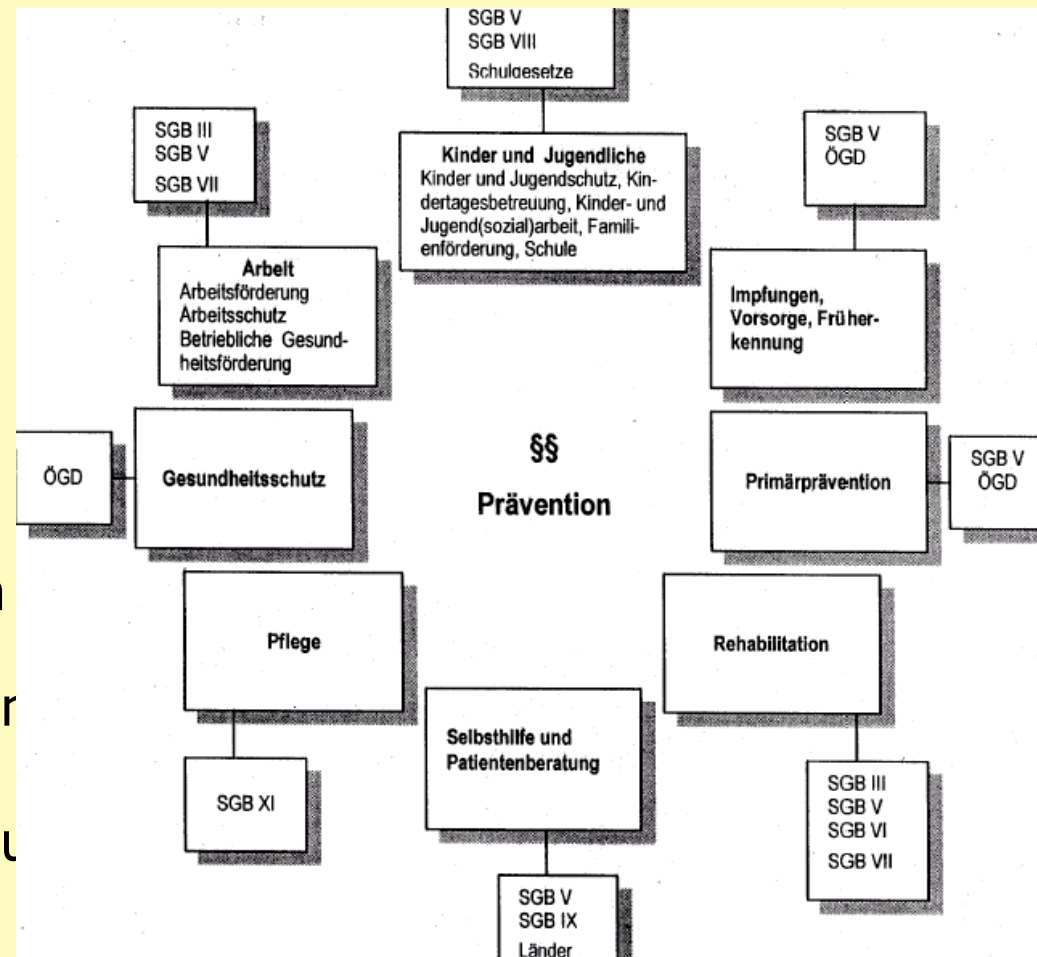 SGB V
SGB VIII
Schulgesetze
SGB III
SGB V
SGB VII
Kinder und Jugendliche
Kinder und Jugendschutz, Kin-
dertagesbetreuung, Kinder- und
Jugend(sozial)arbeit, Famili-
enförderung, Schule
SGB V
ÖGD
Arbeit
Arbeitsförderung
Arbeitsschutz
Betriebliche Gesund-
heitsförderung
Impfungen,
Vorsorge, Früher-
kennung
ÖGD
Gesundheitsschutz
§§
Prävention
Primärprävention
SGB V
ÖGD
Pflege
Rehabilitation
Selbsthilfe und
Patientenberatung
SGB XI
SGB III
SGB V
SGB VI
SGB VII
SGB V
SGB IX
Länder